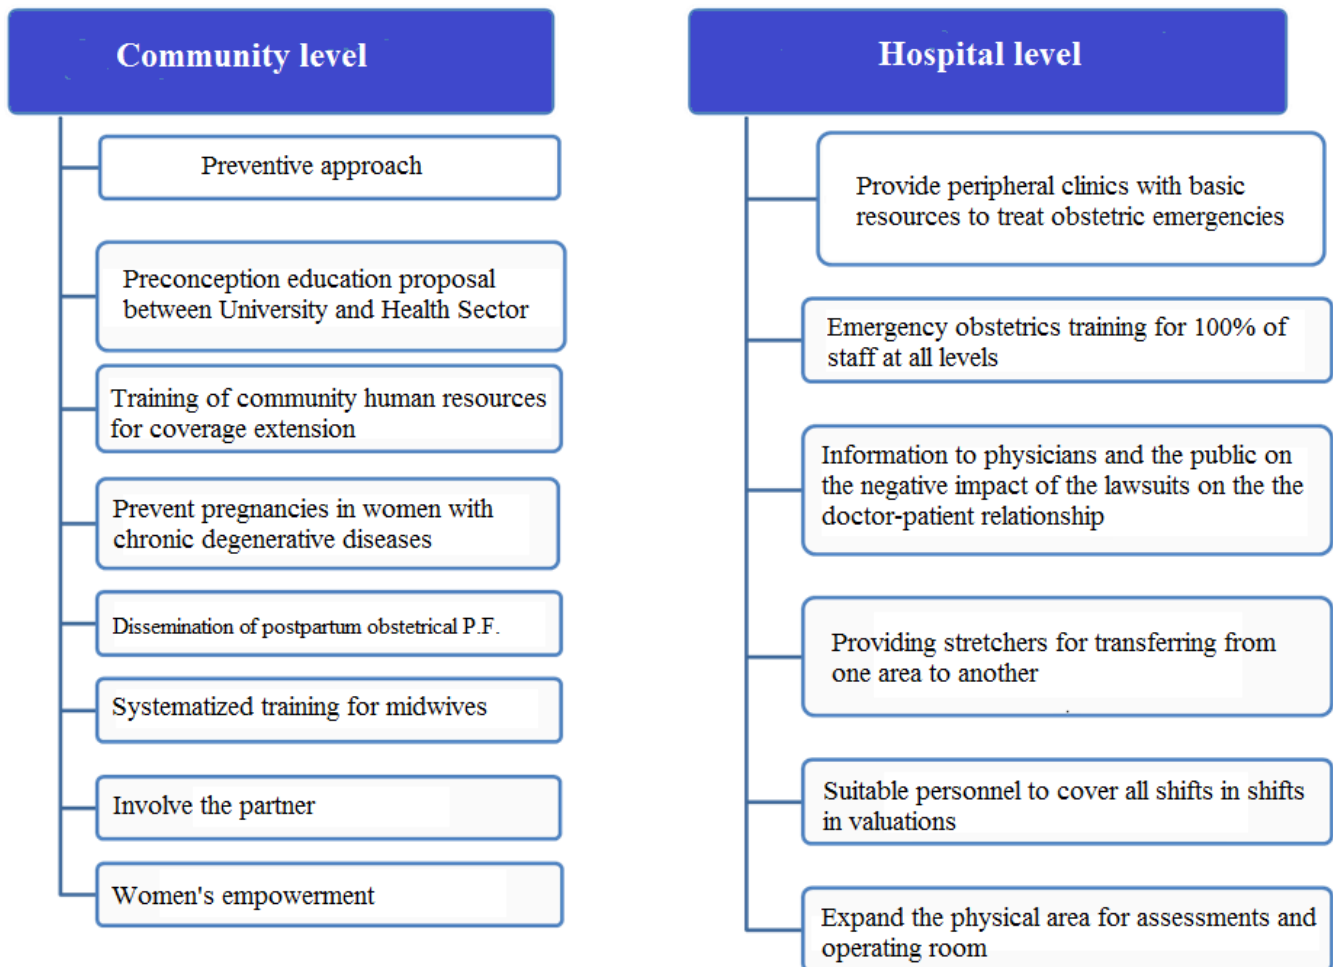 Community level
Preventive approach
Preconception education proposal
between University and Health Sector
Training of community human resources
for coverage extension
Prevent pregnancies in women with
chronic degenerative diseases
Dissemination of postpartum obstetrical P.F.
Systematized training for midwives
Involve the partner
Women's empowerment
Hospital level
Provide peripheral clinics with basic
resources to treat obstetric emergencies
Emergency obstetrics training for 100% of
staff at all levels
Information to physicians and the public on
the negative impact of the lawsuits on the the
doctor-patient relationship
Providing stretchers for transferring from
one area to another
Suitable personnel to cover all shifts in shifts
in valuations
Expand the physical area for assessments and
operating room